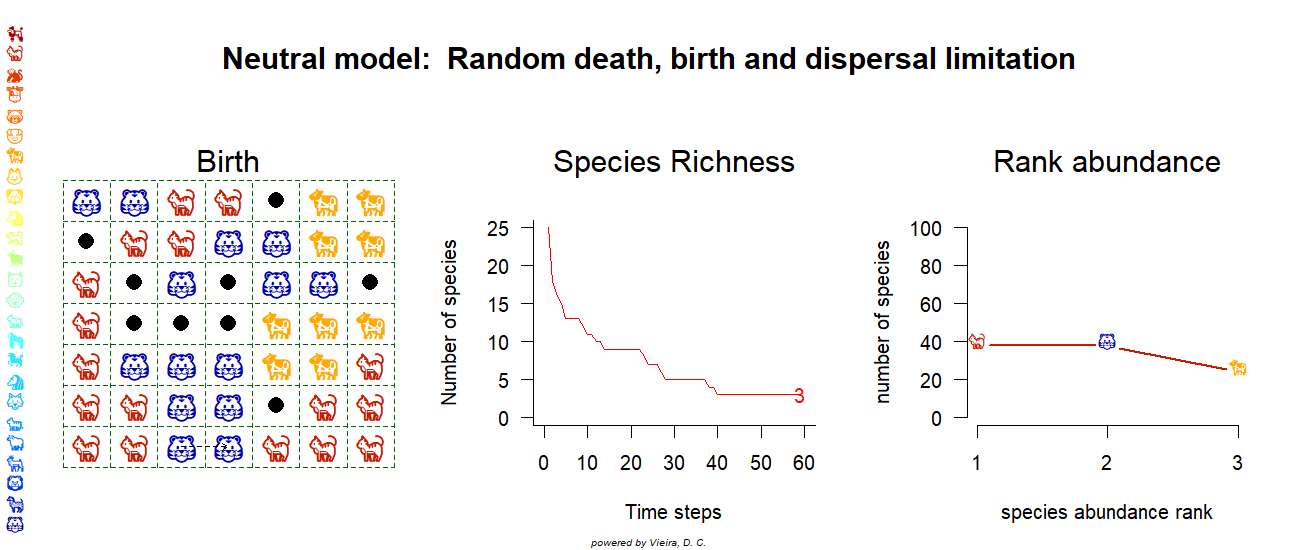 Neutral model:  Random death, birth and dispersal limitation
Birth
Species Richness
Number of species
25
20
15
10
5
0
3
0 10 20 30 40 50 60
Time steps
Rank abundance
number of species
100
80
60
40
20
0
1 2 3
species abundance rank
powered by Vieira, D. C.